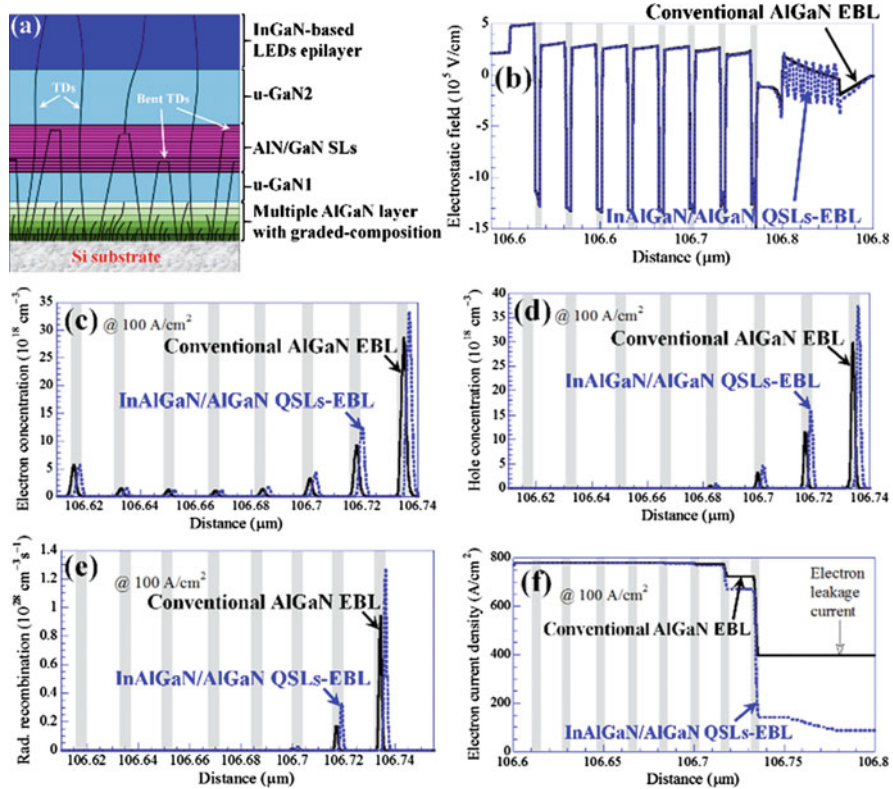 (a)
InGaN-based
LEDs epilayer
TDs
u-GaN2
Bent TDs
AlN/GaN SLs
u-GaN1
Multiple AlGaN layer
with graded-composition
Si substrate
Conventional AlGaN EBL
(b)
InAlGaN/AlGaN QSLs-EBL
Electrostatic field (10⁵ V/cm)
5
0
-5
-10
-15
106.6 106.6 106.7 106.8 106.8
Distance (μm)
(c)
@ 100 A/cm²
Conventional AlGaN EBL
InAlGaN/AlGaN QSLs-EBL
Electron concentration (10¹⁸ cm⁻³)
35
30
25
20
15
10
5
0
106.62 106.64 106.66 106.68 106.7 106.72 106.74
Distance (μm)
(d)
@ 100 A/cm²
Conventional AlGaN EBL
InAlGaN/AlGaN QSLs-EBL
Hole concentration (10¹⁸ cm⁻³)
40
35
30
25
20
15
10
5
0
106.62 106.64 106.66 106.68 106.7 106.72 106.74
Distance (μm)
(e)
@ 100 A/cm²
Conventional AlGaN EBL
InAlGaN/AlGaN QSLs-EBL
Rad. recombination (10²⁸ cm⁻³s⁻¹)
1.4
1.2
1
0.8
0.6
0.4
0.2
0
106.62 106.64 106.66 106.68 106.7 106.72 106.74
Distance (μm)
(f)
@ 100 A/cm²
Electron
leakage
current
Conventional AlGaN EBL
InAlGaN/AlGaN QSLs-EBL
Electron current density (A/cm²)
800
600
400
200
0
106.6 106.65 106.7 106.75 106.8
Distance (μm)